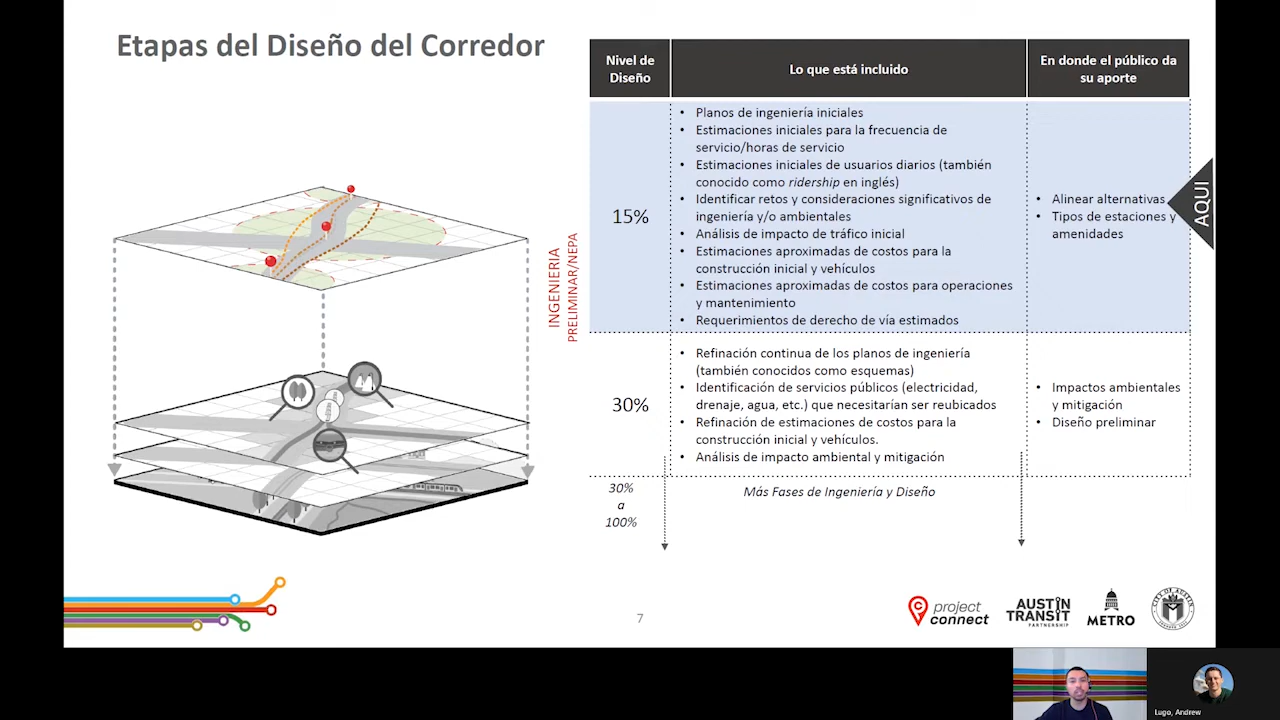 Etapas del Diseño del Corredor
Nivel de
Diseño
Lo que está incluido
En donde el público da
su aporte
INGENIERIA
PRELIMINAR/NEPA
15%
• Planos de ingeniería iniciales
• Estimaciones iniciales para la frecuencia de
servicio/horas de servicio
• Estimaciones iniciales de usuarios diarios (también
conocido como ridership en inglés)
• Identificar retos y consideraciones significativos de
ingeniería y/o ambientales
• Análisis de impacto de tráfico inicial
• Estimaciones aproximadas de costos para la
construcción inicial y vehículos
• Estimaciones aproximadas de costos para operaciones
y mantenimiento
• Requerimientos de derecho de vía estimados
• Alinear alternativas
• Tipos de estaciones y
amenidades
AQUI
30%
• Refinación continua de los planos de ingeniería
(también conocidos como esquemas)
• Identificación de servicios públicos (electricidad,
drenaje, agua, etc.) que necesitarían ser reubicados
• Refinación de estimaciones de costos para la
construcción inicial y vehículos.
• Análisis de impacto ambiental y mitigación
• Impactos ambientales
y mitigación
• Diseño preliminar
30%
a
100%
Más Fases de Ingeniería y Diseño
7
project
connect
AUSTIN
TRANSIT
PARTNERSHIP
METRO
CITY OF AUSTIN
Lugo, Andrew